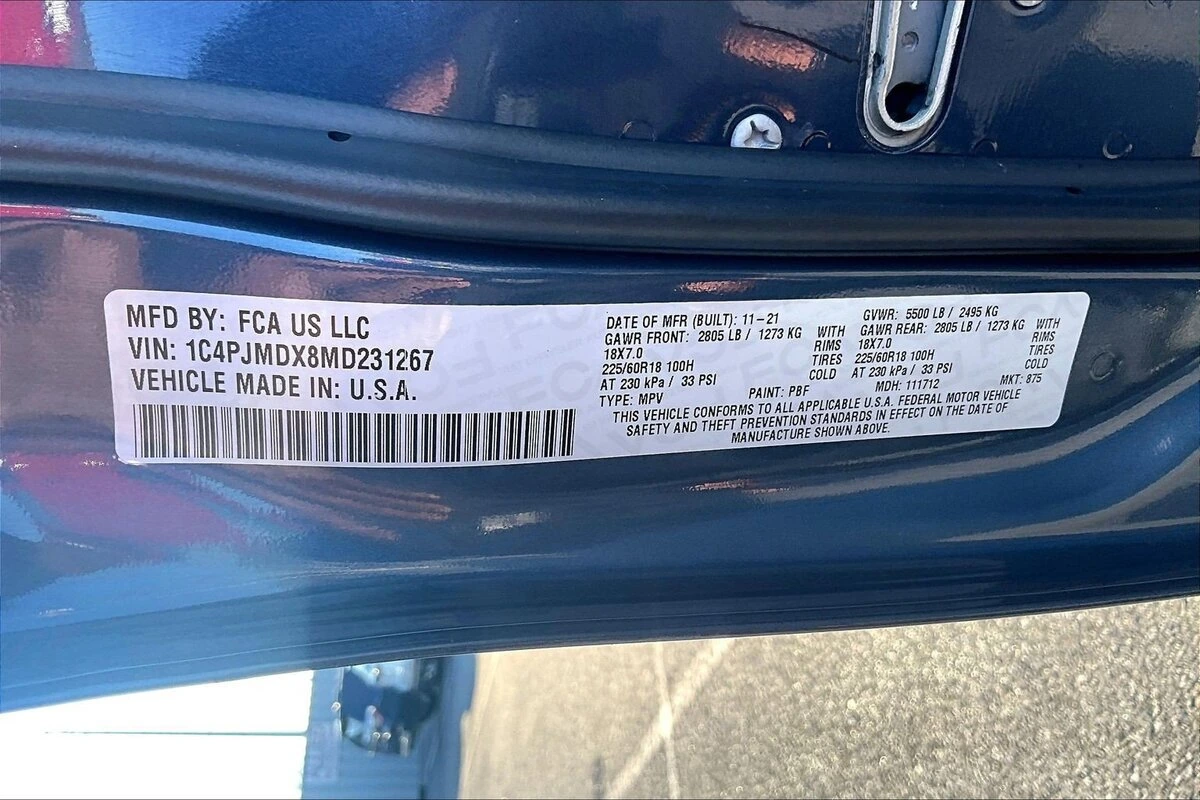 MFD BY: FCA US LLC
VIN: 1C4PJMDX8MD231267
VEHICLE MADE IN: U.S.A.
DATE OF MFR (BUILT): 11-21 GVWR: 5500 LB / 2495 KG
GAWR FRONT: 2805 LB / 1273 KG WITH GAWR REAR: 2805 LB / 1273 KG WITH
18X7.0 RIMS 18X7.0 RIMS
225/60R18 100H TIRES 225/60R18 100H TIRES
AT 230 kPa / 33 PSI COLD AT 230 kPa / 33 PSI COLD
TYPE: MPV PAINT: PBF MDH: 111712 MKT: 875
THIS VEHICLE CONFORMS TO ALL APPLICABLE U.S.A. FEDERAL MOTOR VEHICLE
SAFETY AND THEFT PREVENTION STANDARDS IN EFFECT ON THE DATE OF
MANUFACTURE SHOWN ABOVE.